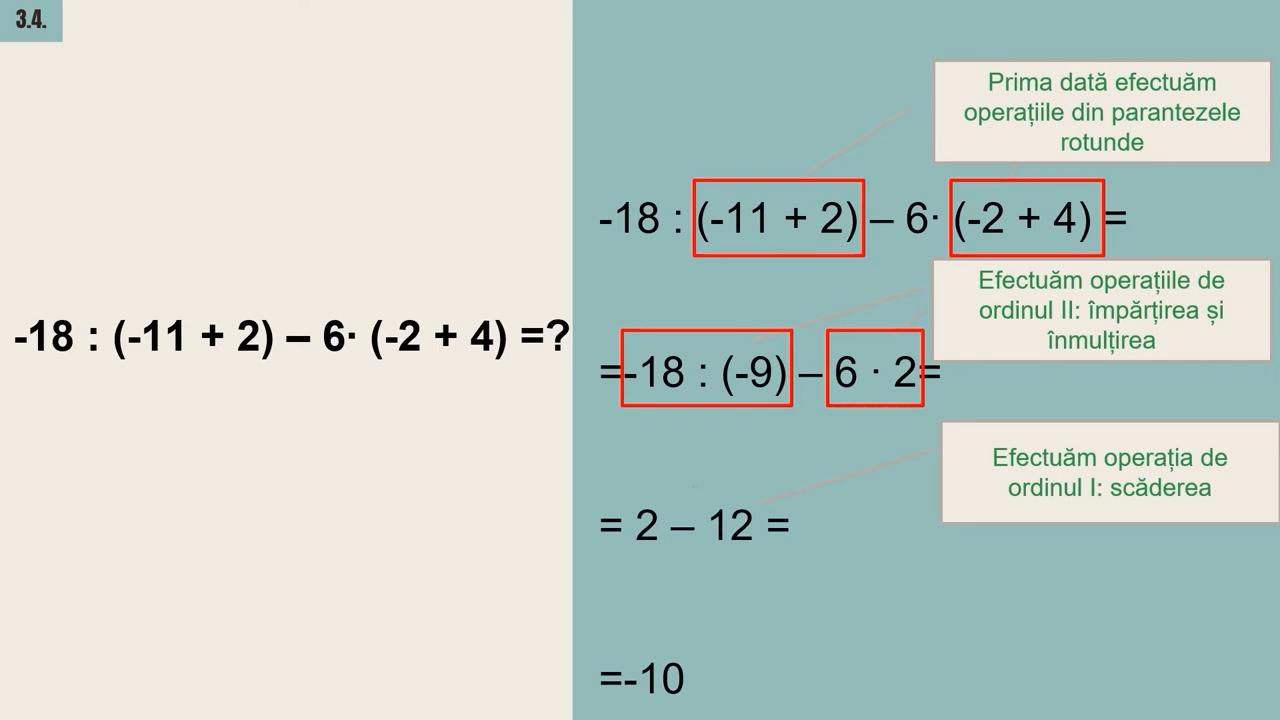 3.4.
-18 : (-11 + 2) – 6· (-2 + 4) =?
Prima dată efectuăm
operațiile din parantezele
rotunde
-18 : (-11 + 2) – 6· (-2 + 4) =
Efectuăm operațiile de
ordinul II: împărțirea și
înmulțirea
=-18 : (-9) – 6 · 2=
Efectuăm operația de
ordinul I: scăderea
= 2 – 12 =
=-10